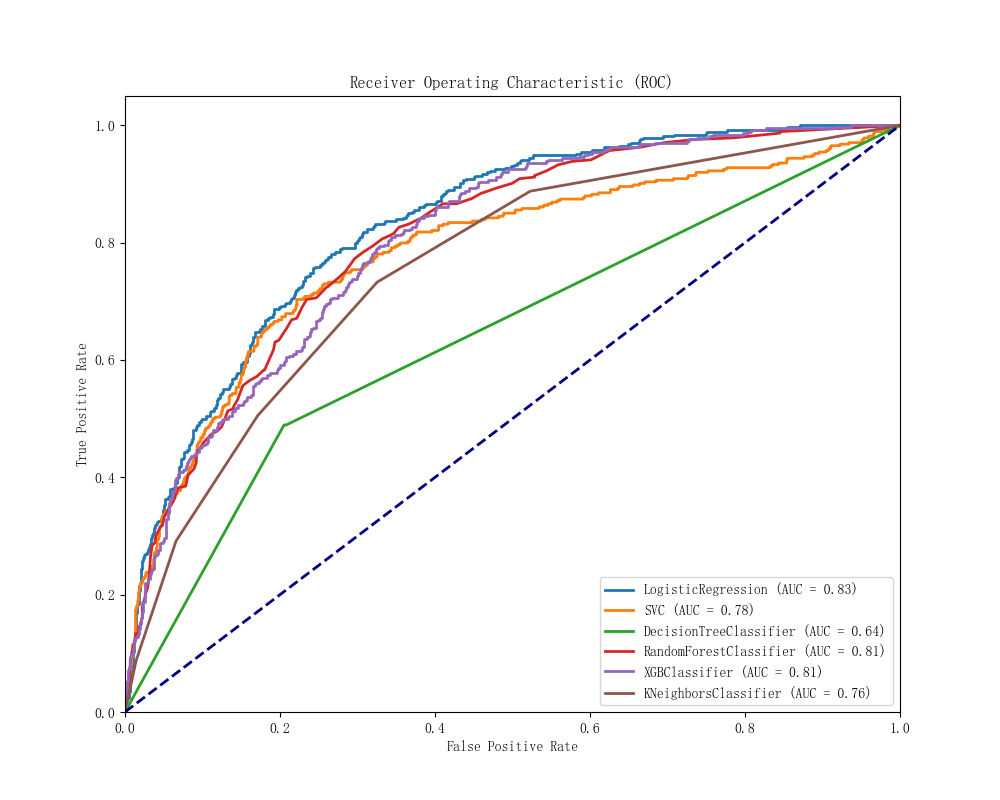 Receiver Operating Characteristic (ROC)
True Positive Rate
1.0
0.8
0.6
0.4
0.2
0.0
0.0 0.2 0.4 0.6 0.8 1.0
False Positive Rate
LogisticRegression (AUC = 0.83)
SVC (AUC = 0.78)
DecisionTreeClassifier (AUC = 0.64)
RandomForestClassifier (AUC = 0.81)
XGBClassifier (AUC = 0.81)
KNeighborsClassifier (AUC = 0.76)